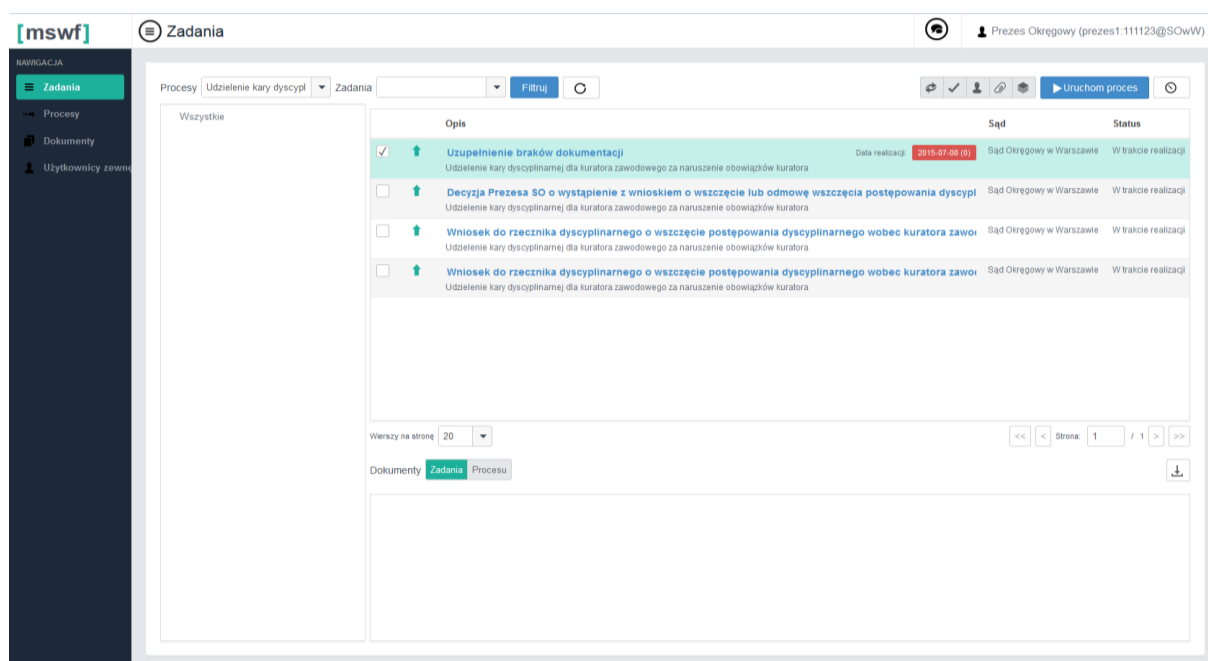 [mswf]
Zadania
Prezes Okręgowy (prezes1:111123@SOwW)
NAWIGACJA
Zadania
Procesy
Dokumenty
Użytkownicy zewnę
Procesy Udzielenie kary dyscypl Zadania Filtruj Uruchom proces
Wszystkie
Opis Sąd Status
Uzupełnienie braków dokumentacji Data realizacji: 2015-07-08 (0) Sąd Okręgowy w Warszawie W trakcie realizacji
Udzielenie kary dyscyplinarnej dla kuratora zawodowego za naruszenie obowiązków kuratora
Decyzja Prezesa SO o wystąpienie z wnioskiem o wszczęcie lub odmowę wszczęcia postępowania dyscypl Sąd Okręgowy w Warszawie W trakcie realizacji
Udzielenie kary dyscyplinarnej dla kuratora zawodowego za naruszenie obowiązków kuratora
Wniosek do rzecznika dyscyplinarnego o wszczęcie postępowania dyscyplinarnego wobec kuratora zawo Sąd Okręgowy w Warszawie W trakcie realizacji
Udzielenie kary dyscyplinarnej dla kuratora zawodowego za naruszenie obowiązków kuratora
Wniosek do rzecznika dyscyplinarnego o wszczęcie postępowania dyscyplinarnego wobec kuratora zawo Sąd Okręgowy w Warszawie W trakcie realizacji
Udzielenie kary dyscyplinarnej dla kuratora zawodowego za naruszenie obowiązków kuratora
Wierszy na stronę 20 << < Strona: 1 / 1 > >>
Dokumenty Zadania Procesu